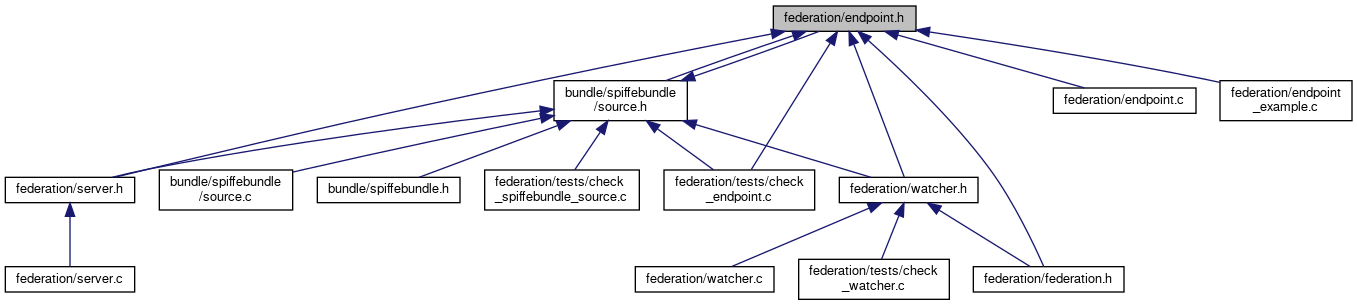 federation/endpoint.h
bundle/spiffebundle
/source.h
federation/endpoint.c
federation/endpoint
_example.c
federation/server.h
bundle/spiffebundle
/source.c
bundle/spiffebundle.h
federation/tests/check
_spiffebundle_source.c
federation/tests/check
_endpoint.c
federation/watcher.h
federation/server.c
federation/watcher.c
federation/tests/check
_watcher.c
federation/federation.h